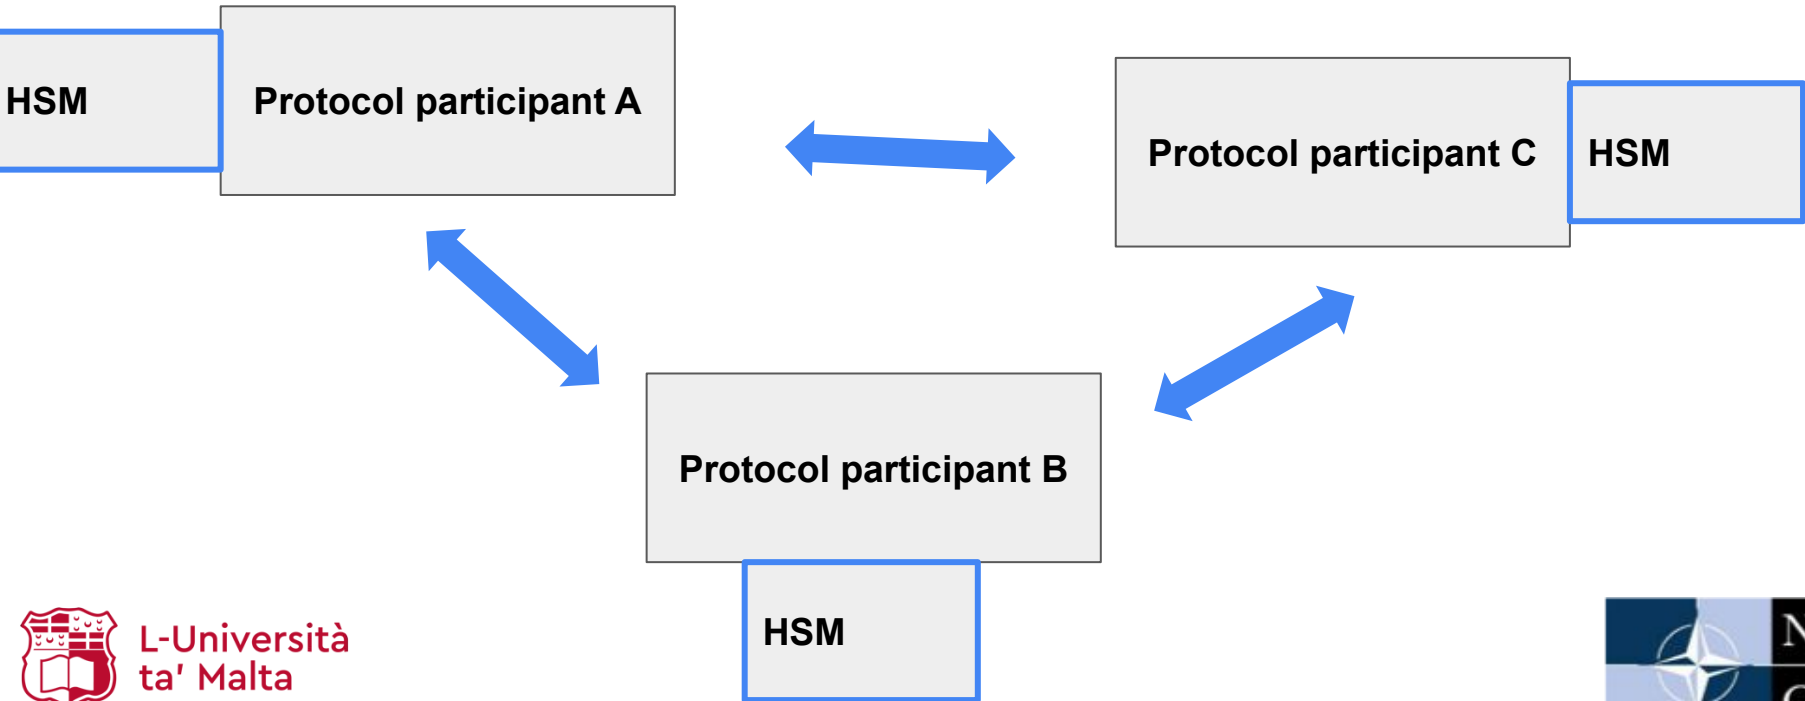 HSM
Protocol participant A
Protocol participant C
HSM
Protocol participant B
HSM
L-Università
ta' Malta